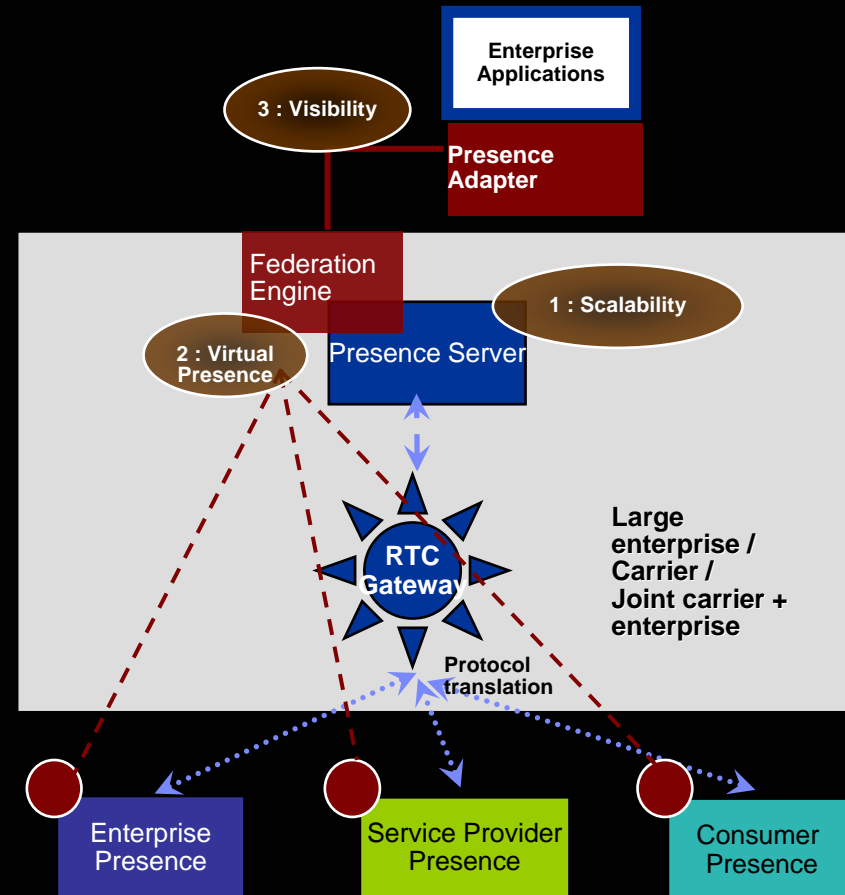 Enterprise
Applications
3 : Visibility
Presence
Adapter
Federation
Engine
1 : Scalability
2 : Virtual
Presence
Presence Server
RTC
Gateway
Large
enterprise /
Carrier /
Joint carrier +
enterprise
Protocol
translation
Enterprise
Presence
Service Provider
Presence
Consumer
Presence